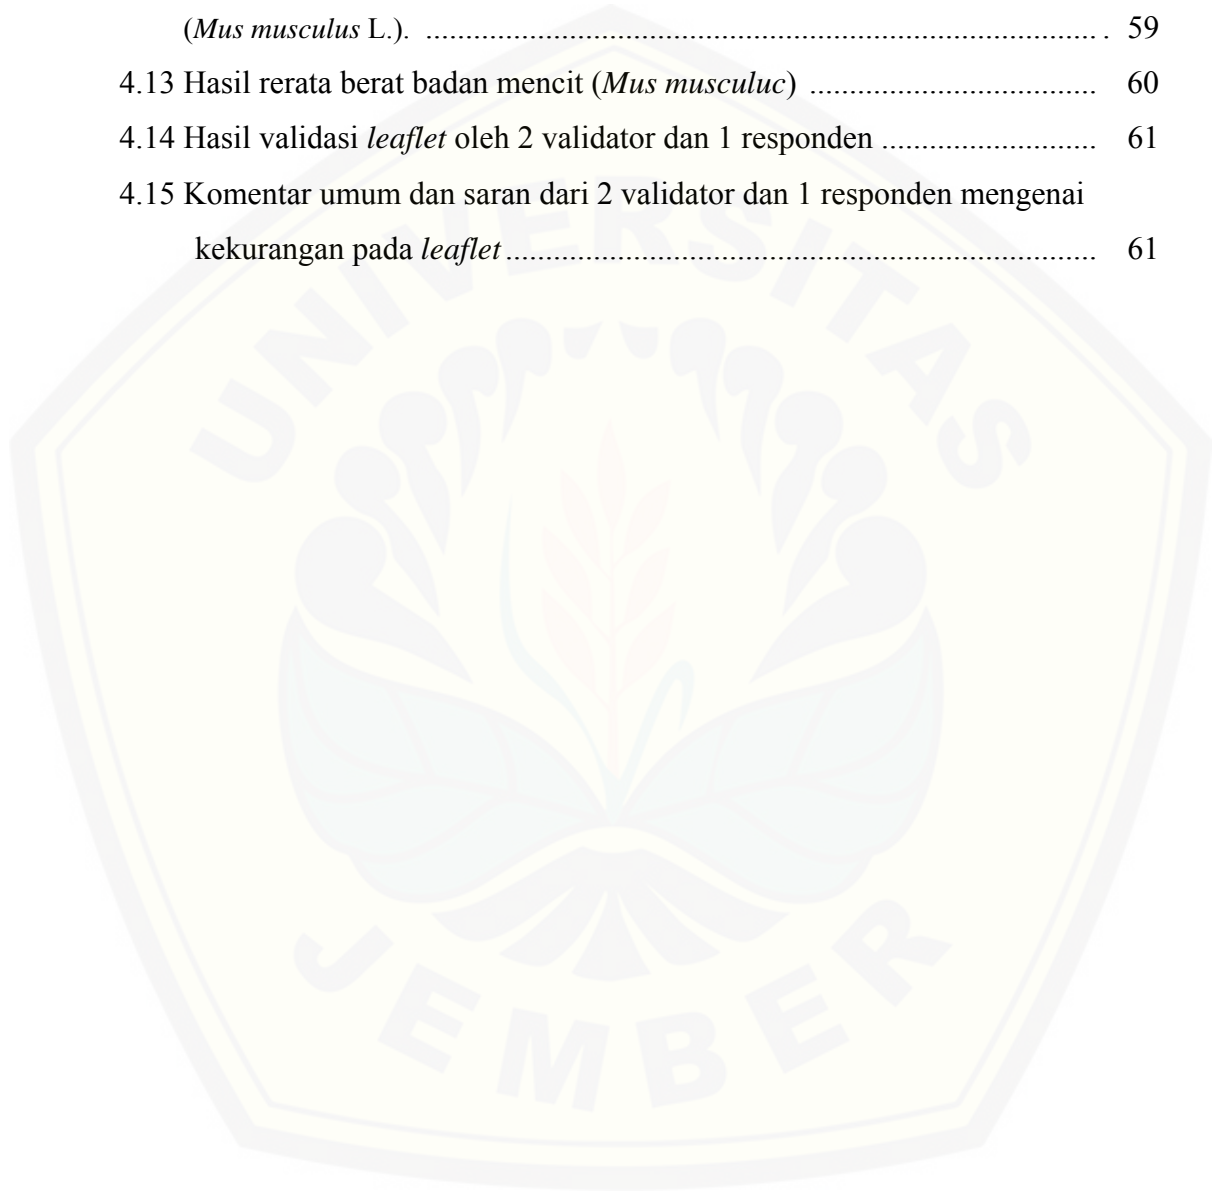 (Mus musculus L.). ..................................................................................... . 59
4.13 Hasil rerata berat badan mencit (Mus musculuc) .................................... 60
4.14 Hasil validasi leaflet oleh 2 validator dan 1 responden ........................... 61
4.15 Komentar umum dan saran dari 2 validator dan 1 responden mengenai
kekurangan pada leaflet .......................................................................... 61
UNIVERSITAS
JEMBER